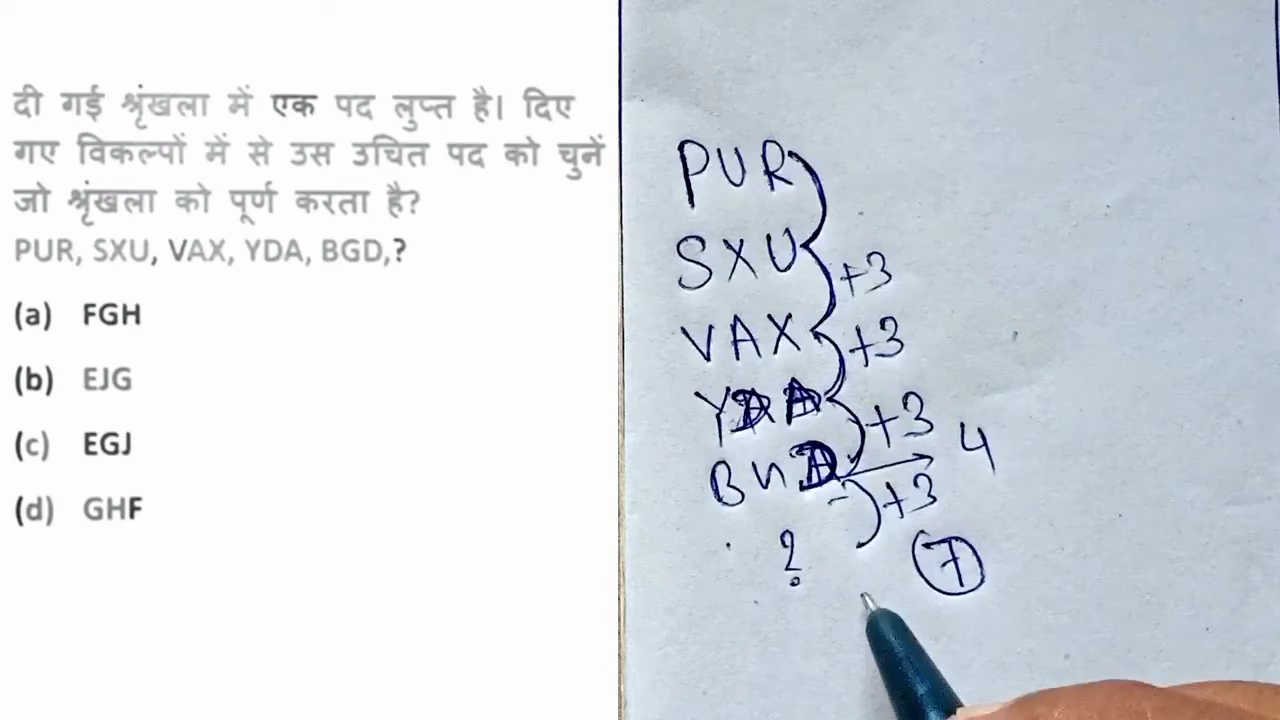 दी गई श्रृंखला में एक पद लुप्त है। दिए
गए विकल्पों में से उस उचित पद को चुनें
जो श्रृंखला को पूर्ण करता है?
PUR, SXU, VAX, YDA, BGD,?
(a) FGH
(b) EJG
(c) EGJ
(d) GHF
PUR
SXU
+3
VAX
+3
YDA
+3
4
+3
?
7